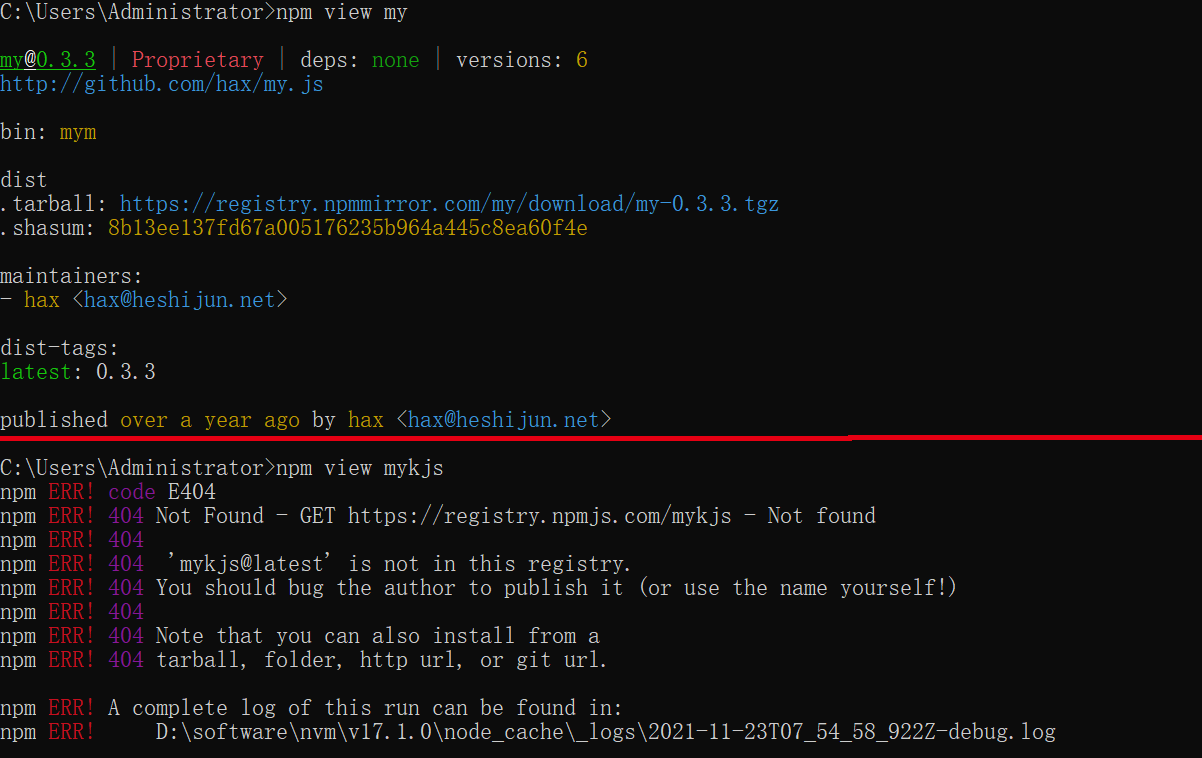 C:\Users\Administrator>npm view my
my@0.3.3 | Proprietary | deps: none | versions: 6
http://github.com/hax/my.js
bin: mym
dist
.tarball: https://registry.npmmirror.com/my/download/my-0.3.3.tgz
.shasum: 8b13ee137fd67a005176235b964a445c8ea60f4e
maintainers:
- hax <hax@heshijun.net>
dist-tags:
latest: 0.3.3
published over a year ago by hax <hax@heshijun.net>
C:\Users\Administrator>npm view mykjs
npm ERR! code E404
npm ERR! 404 Not Found - GET https://registry.npmjs.com/mykjs - Not found
npm ERR! 404
npm ERR! 404  'mykjs@latest' is not in this registry.
npm ERR! 404 You should bug the author to publish it (or use the name yourself!)
npm ERR! 404
npm ERR! 404 Note that you can also install from a
npm ERR! 404 tarball, folder, http url, or git url.
npm ERR! A complete log of this run can be found in:
npm ERR!     D:\software\nvm\v17.1.0\node_cache\_logs\2021-11-23T07_54_58_922Z-debug.log